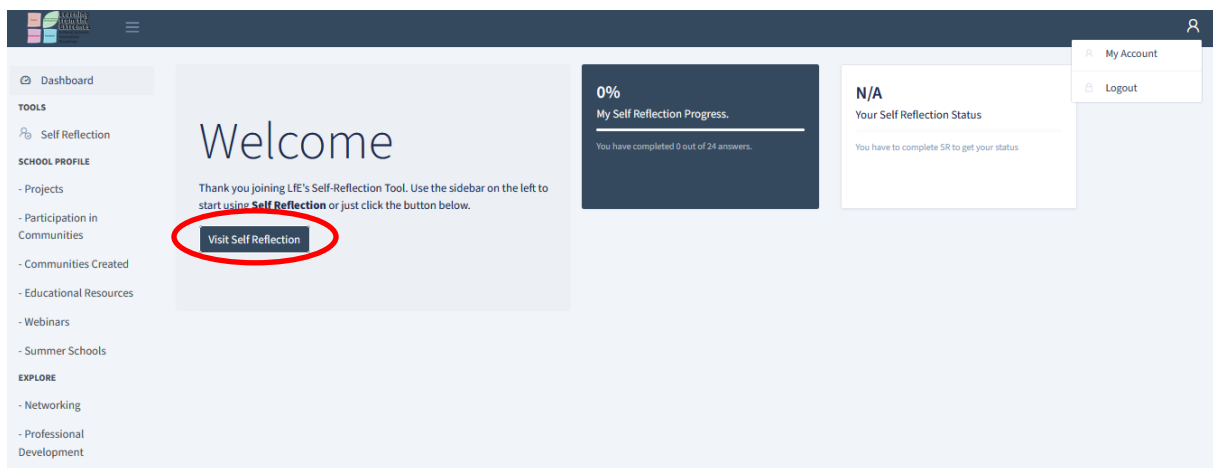 Learning
from the
Extremes
My Account
Logout
Dashboard
TOOLS
Self Reflection
SCHOOL PROFILE
- Projects
- Participation in
Communities
- Communities Created
- Educational Resources
- Webinars
- Summer Schools
EXPLORE
- Networking
- Professional
Development
Welcome
Thank you joining LfE's Self-Reflection Tool. Use the sidebar on the left to
start using Self Reflection or just click the button below.
Visit Self Reflection
0%
My Self Reflection Progress.
You have completed 0 out of 24 answers.
N/A
Your Self Reflection Status
You have to complete SR to get your status